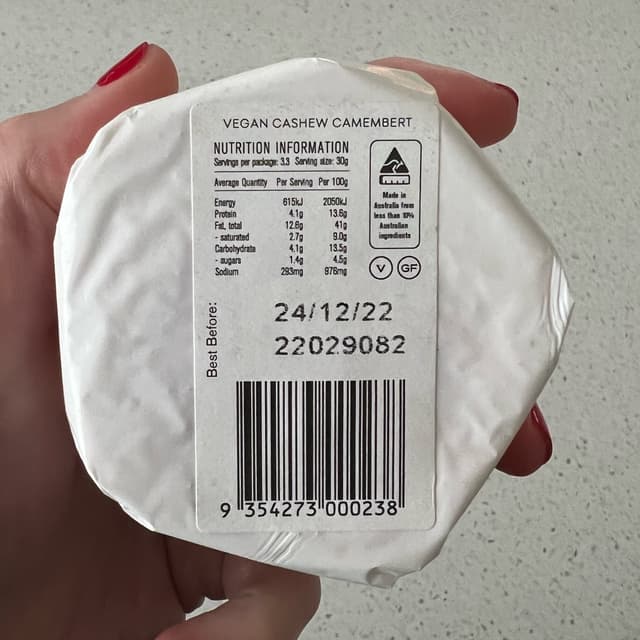 VEGAN CASHEW CAMEMBERT
NUTRITION INFORMATION
Servings per package: 3.3 Serving size: 30g
Average Quantity Per Serving Per 100g
Energy 615kJ 2050kJ
Protein 4.1g 13.6g
Fat, total 12.6g 41g
- saturated 2.7g 9.0g
Carbohydrate 4.1g 13.5g
- sugars 1.4g 4.5g
Sodium 293mg 976mg
Made in
Australia from
less than 10%
Australian
ingredients
V GF
Best Before:
24/12/22
22029082
9 354273 000238